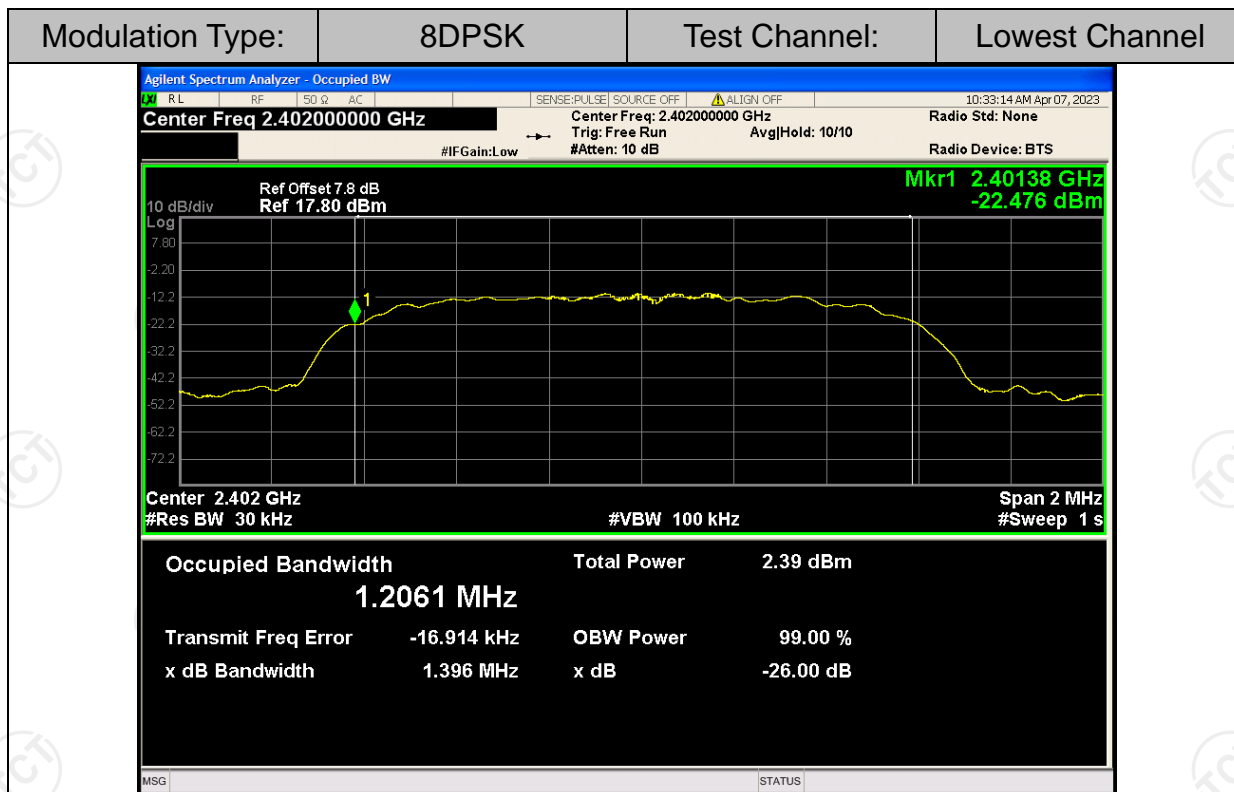 Modulation Type: 8DPSK Test Channel: Lowest Channel
Agilent Spectrum Analyzer - Occupied BW
LXI RL RF 50 Ω AC SENSE:PULSE SOURCE OFF ALIGN OFF 10:33:14 AM Apr 07, 2023
Center Freq 2.402000000 GHz Center Freq: 2.402000000 GHz Radio Std: None
Trig: Free Run Avg|Hold: 10/10
#IFGain:Low #Atten: 10 dB Radio Device: BTS
Mkr1 2.40138 GHz
Ref Offset 7.8 dB
10 dB/div Ref 17.80 dBm -22.476 dBm
Log
7.80
-2.20
-12.2
1
-22.2
-32.2
-42.2
-52.2
-62.2
-72.2
Center 2.402 GHz Span 2 MHz
#Res BW 30 kHz #VBW 100 kHz #Sweep 1 s
Occupied Bandwidth Total Power 2.39 dBm
1.2061 MHz
Transmit Freq Error -16.914 kHz OBW Power 99.00 %
x dB Bandwidth 1.396 MHz x dB -26.00 dB
MSG STATUS
TCT
TCT
TCT